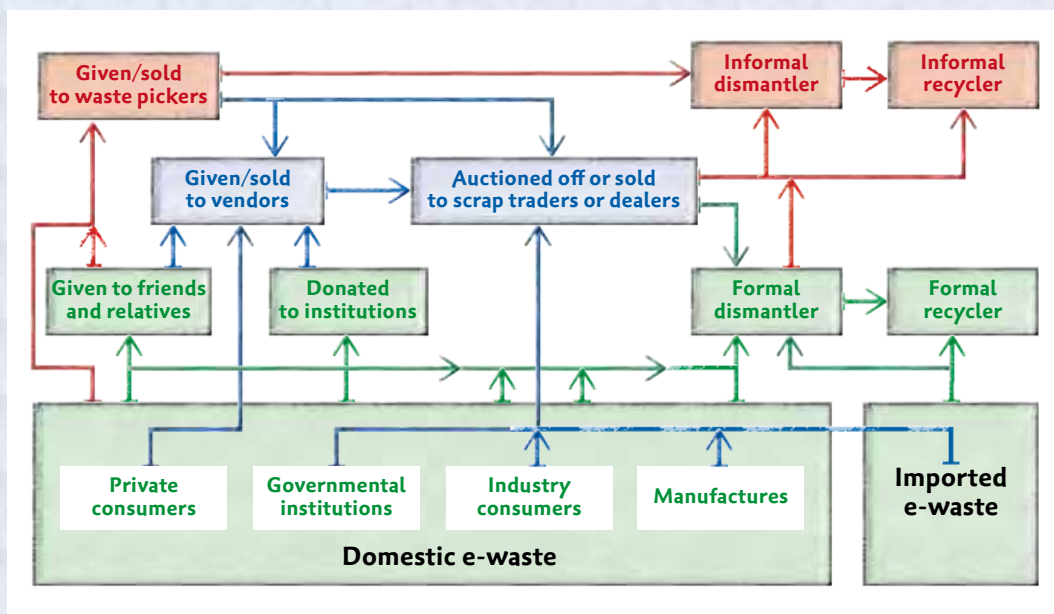 Given/sold
to waste pickers
Informal
dismantler
Informal
recycler
Given/sold
to vendors
Auctioned off or sold
to scrap traders or dealers
Given to friends
and relatives
Donated
to institutions
Formal
dismantler
Formal
recycler
Private
consumers
Governmental
institutions
Industry
consumers
Manufactures
Imported
e-waste
Domestic e-waste